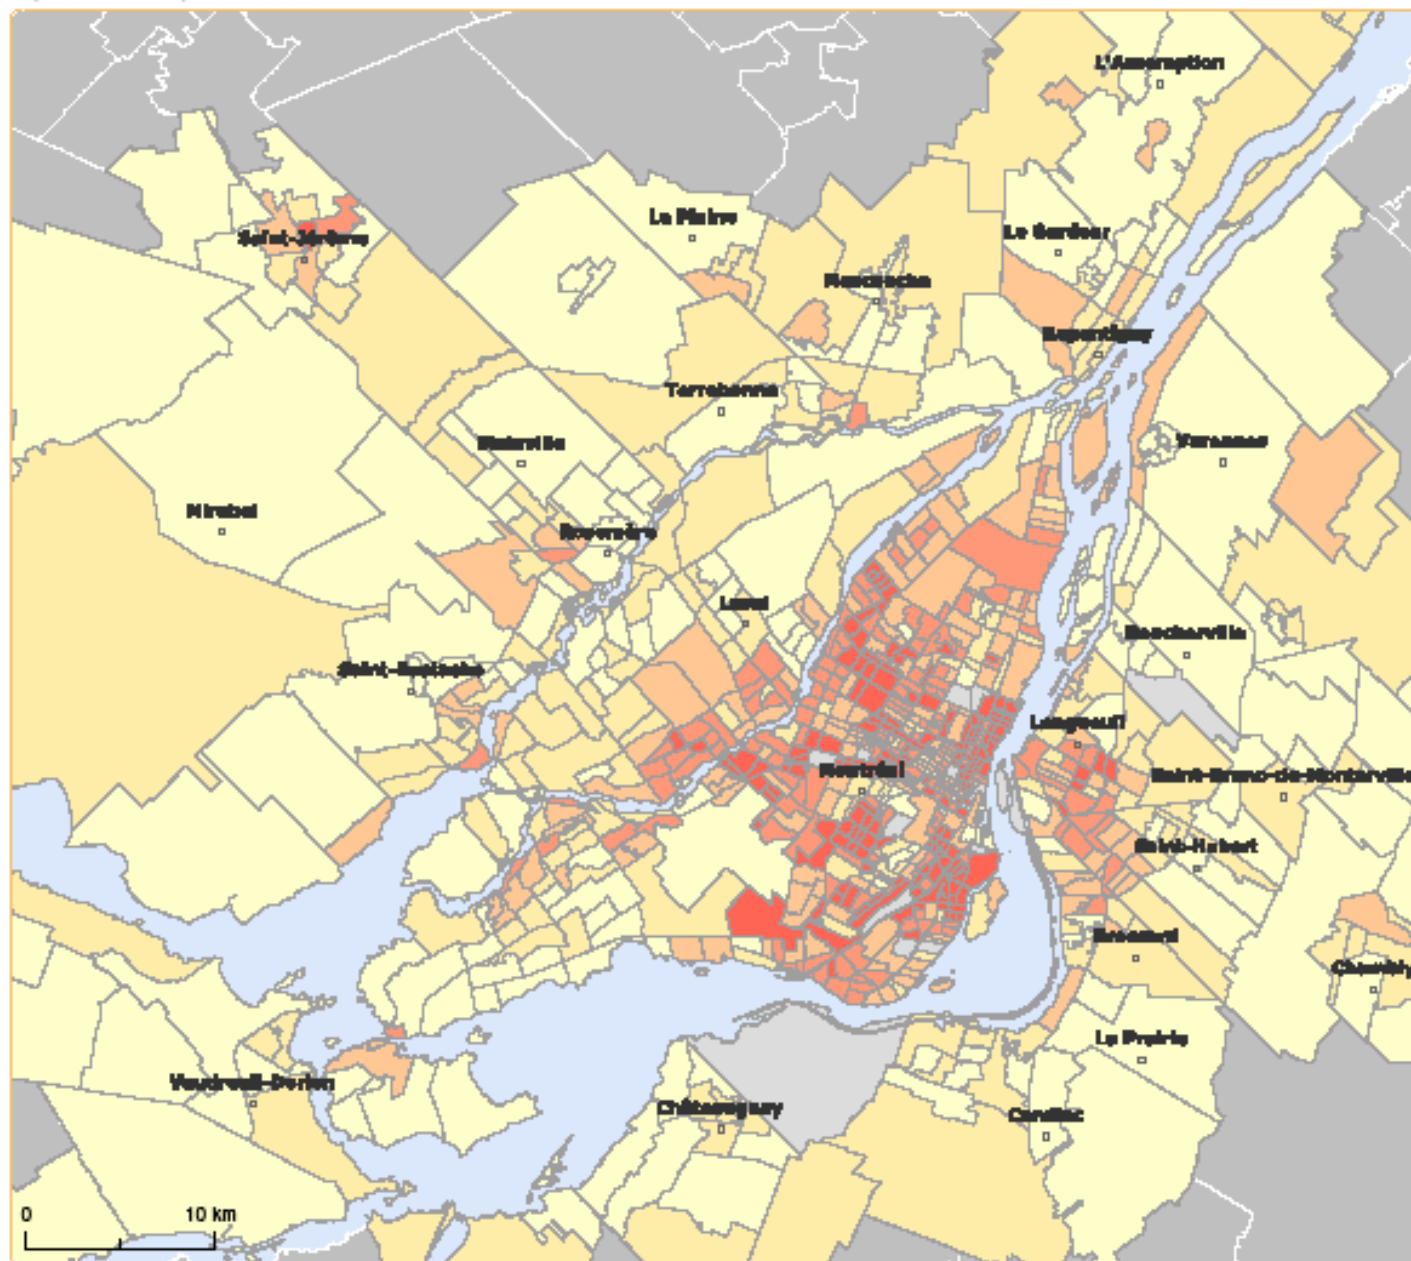 L'Assomption
La Plaine
Le Gardeur
Saint-Jérôme
Mascouche
Repentigny
Terrebonne
Blainville
Varennes
Mirabel
Rosemère
Laval
Boucherville
Saint-Eustache
Longueuil
Montréal
Saint-Bruno-de-Montarville
Saint-Hubert
Brossard
Chambly
La Prairie
Vaudreuil-Dorion
Châteauguay
Candiac
0 10 km